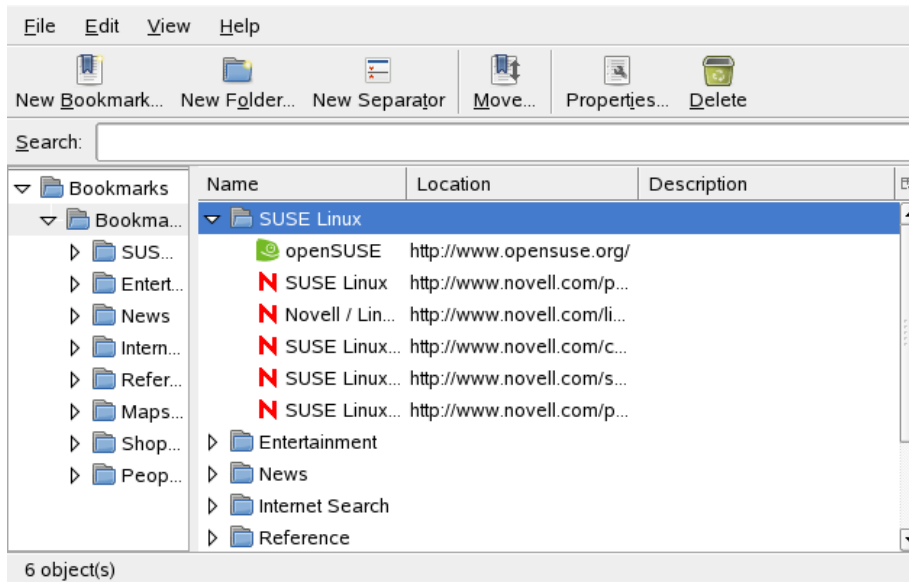 File Edit View Help
New Bookmark... New Folder... New Separator Move... Properties... Delete
Search:
Bookmarks
Bookma...
SUS...
Entert...
News
Intern...
Refer...
Maps...
Shop...
Peop...
Name Location Description
SUSE Linux
openSUSE http://www.opensuse.org/
SUSE Linux http://www.novell.com/p...
Novell / Lin... http://www.novell.com/li...
SUSE Linux... http://www.novell.com/c...
SUSE Linux... http://www.novell.com/s...
SUSE Linux... http://www.novell.com/p...
Entertainment
News
Internet Search
Reference
6 object(s)